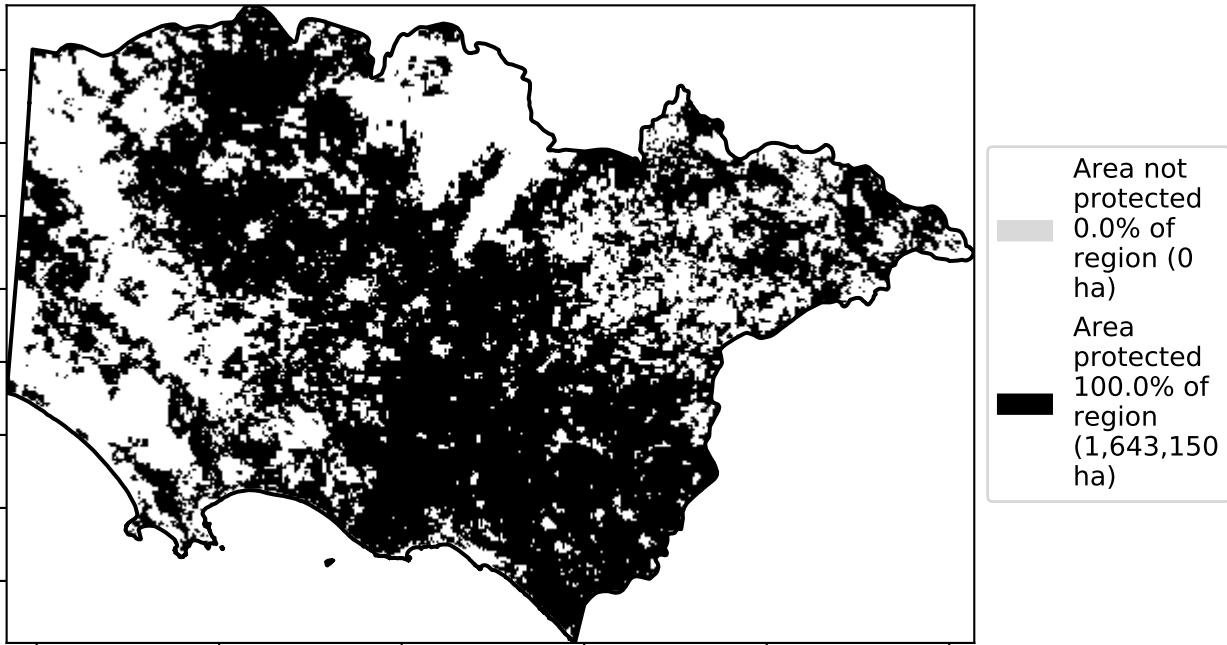 Area not
protected
0.0% of
region (0
ha)
Area
protected
100.0% of
region
(1,643,150
ha)